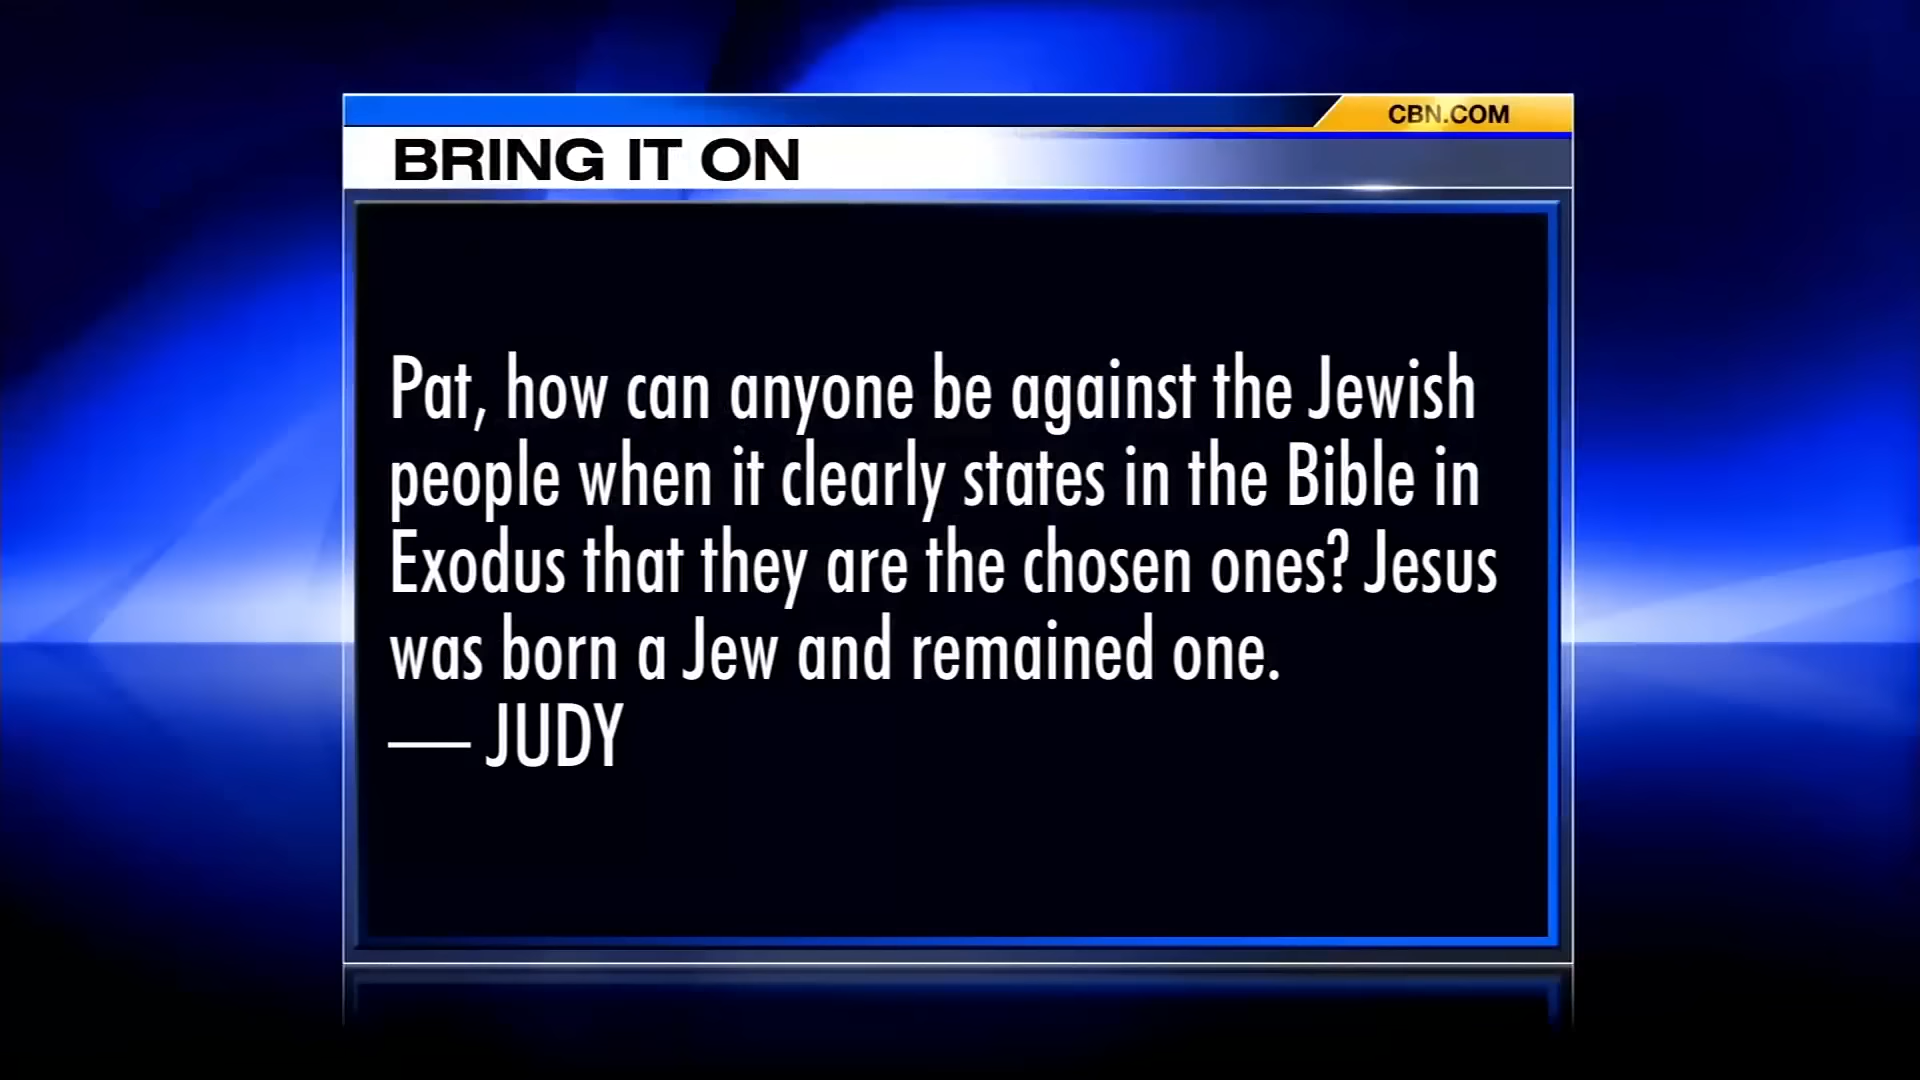 CBN.COM
BRING IT ON
Pat, how can anyone be against the Jewish
people when it clearly states in the Bible in
Exodus that they are the chosen ones? Jesus
was born a Jew and remained one.
— JUDY